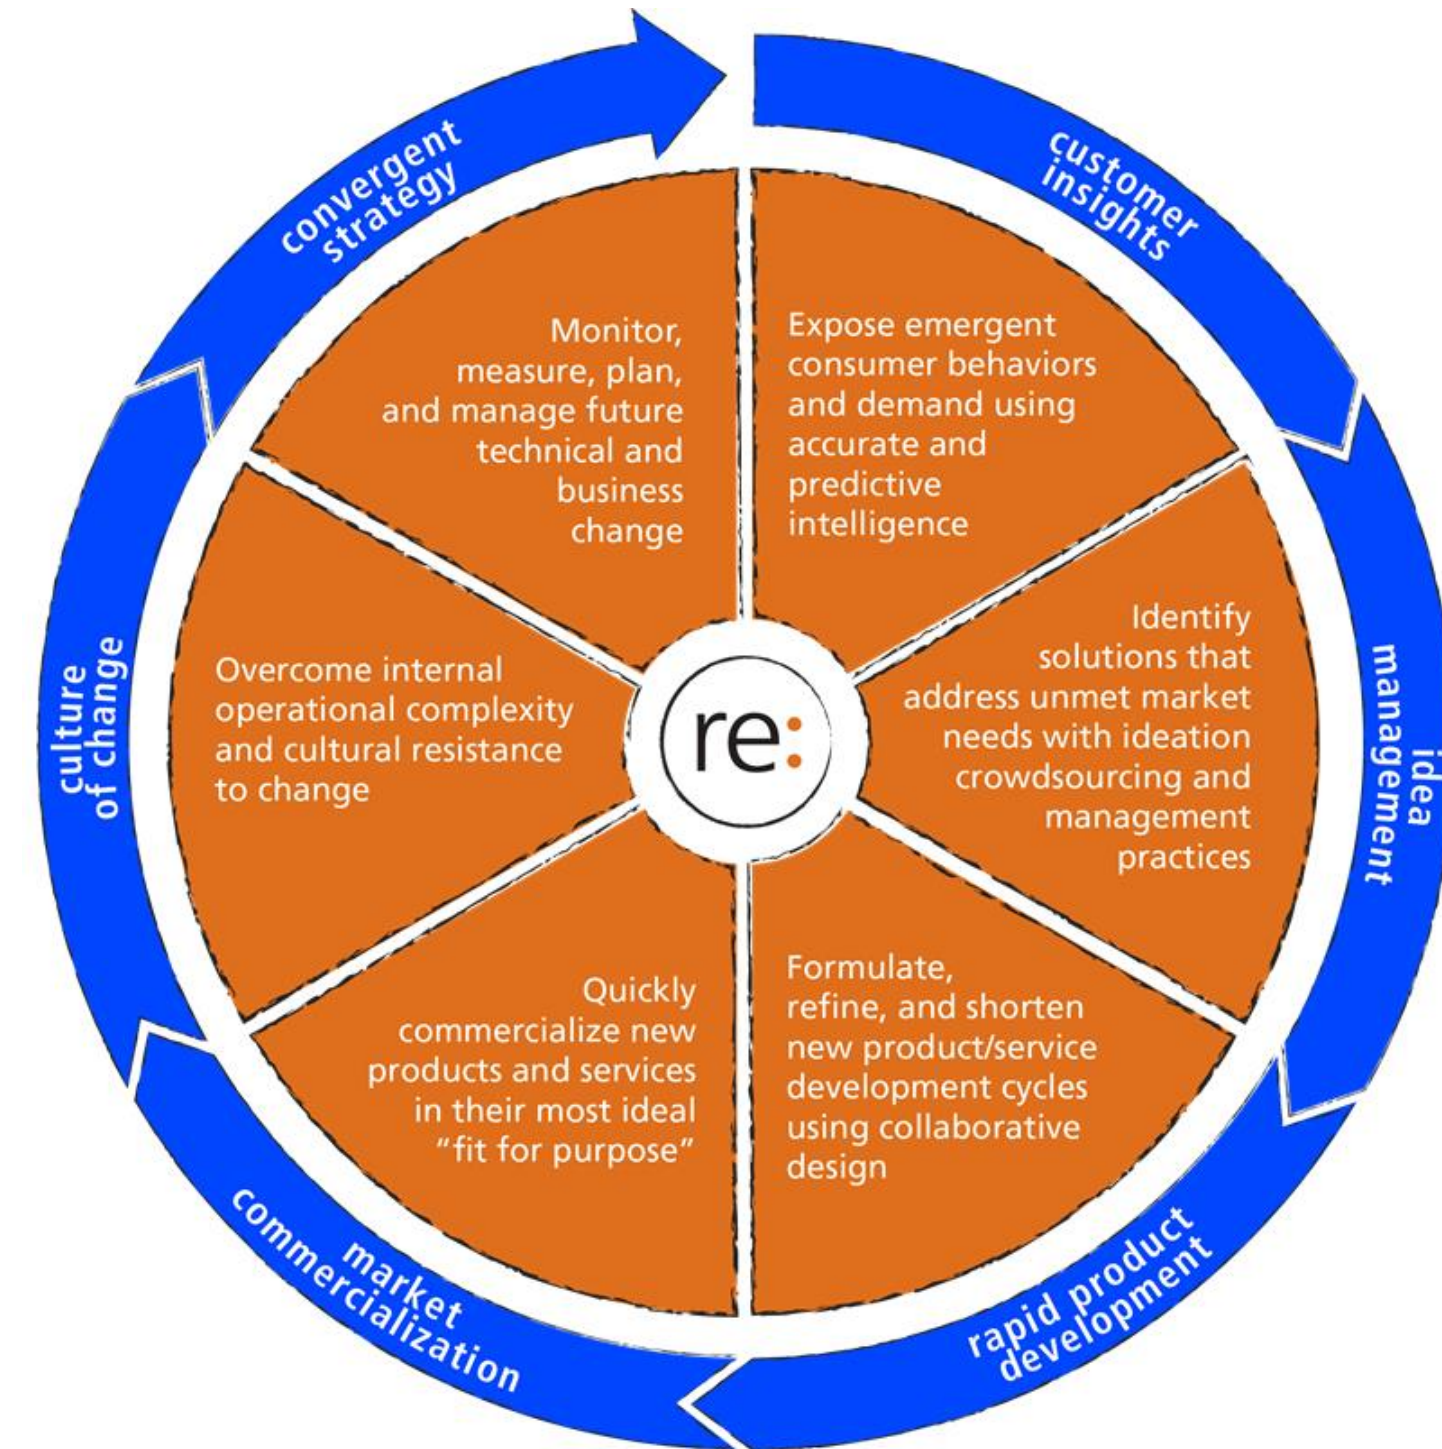 customer
insights
Expose emergent
consumer behaviors
and demand using
accurate and
predictive
intelligence
idea
management
Identify
solutions that
address unmet market
needs with ideation
crowdsourcing and
management
practices
rapid product
development
Formulate,
refine, and shorten
new product/service
development cycles
using collaborative
design
market
commercialization
Quickly
commercialize new
products and services
in their most ideal
“fit for purpose”
culture
of change
Overcome internal
operational complexity
and cultural resistance
to change
convergent
strategy
Monitor,
measure, plan,
and manage future
technical and
business
change
re: